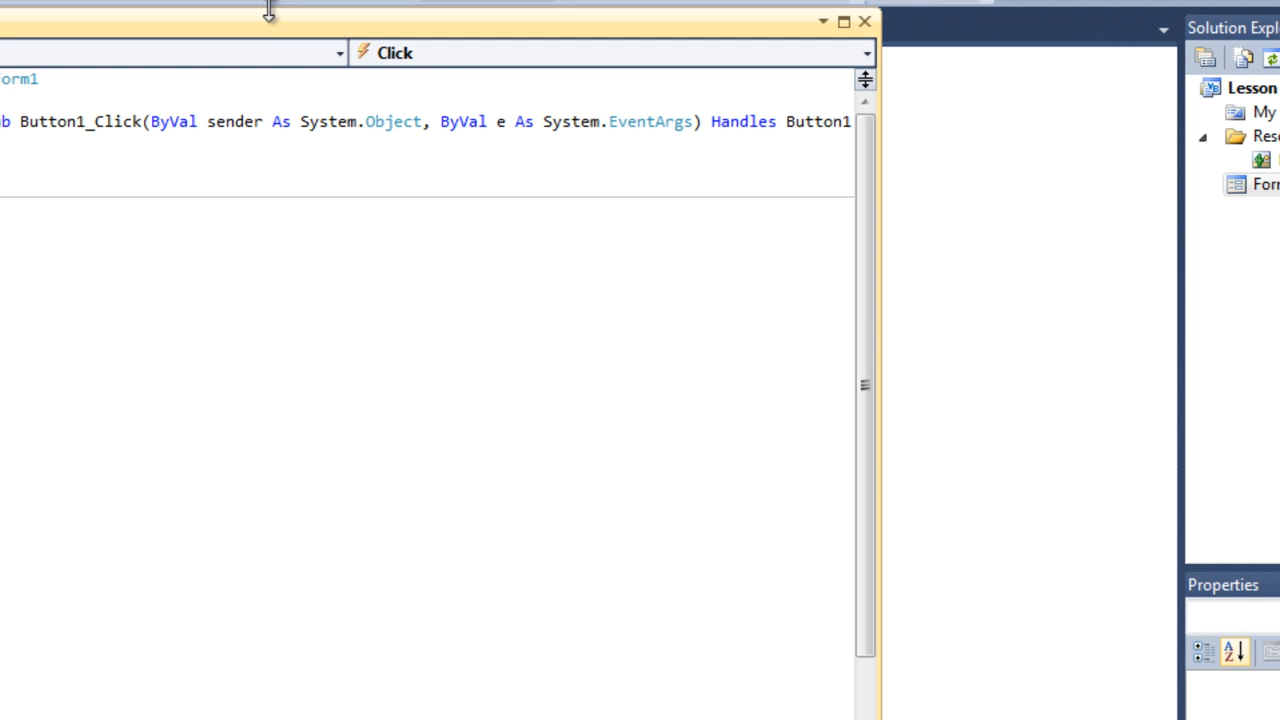 Click
orm1
b Button1_Click(ByVal sender As System.Object, ByVal e As System.EventArgs) Handles Button1
Solution Expl
Lesson
My
Reso
Form
Properties